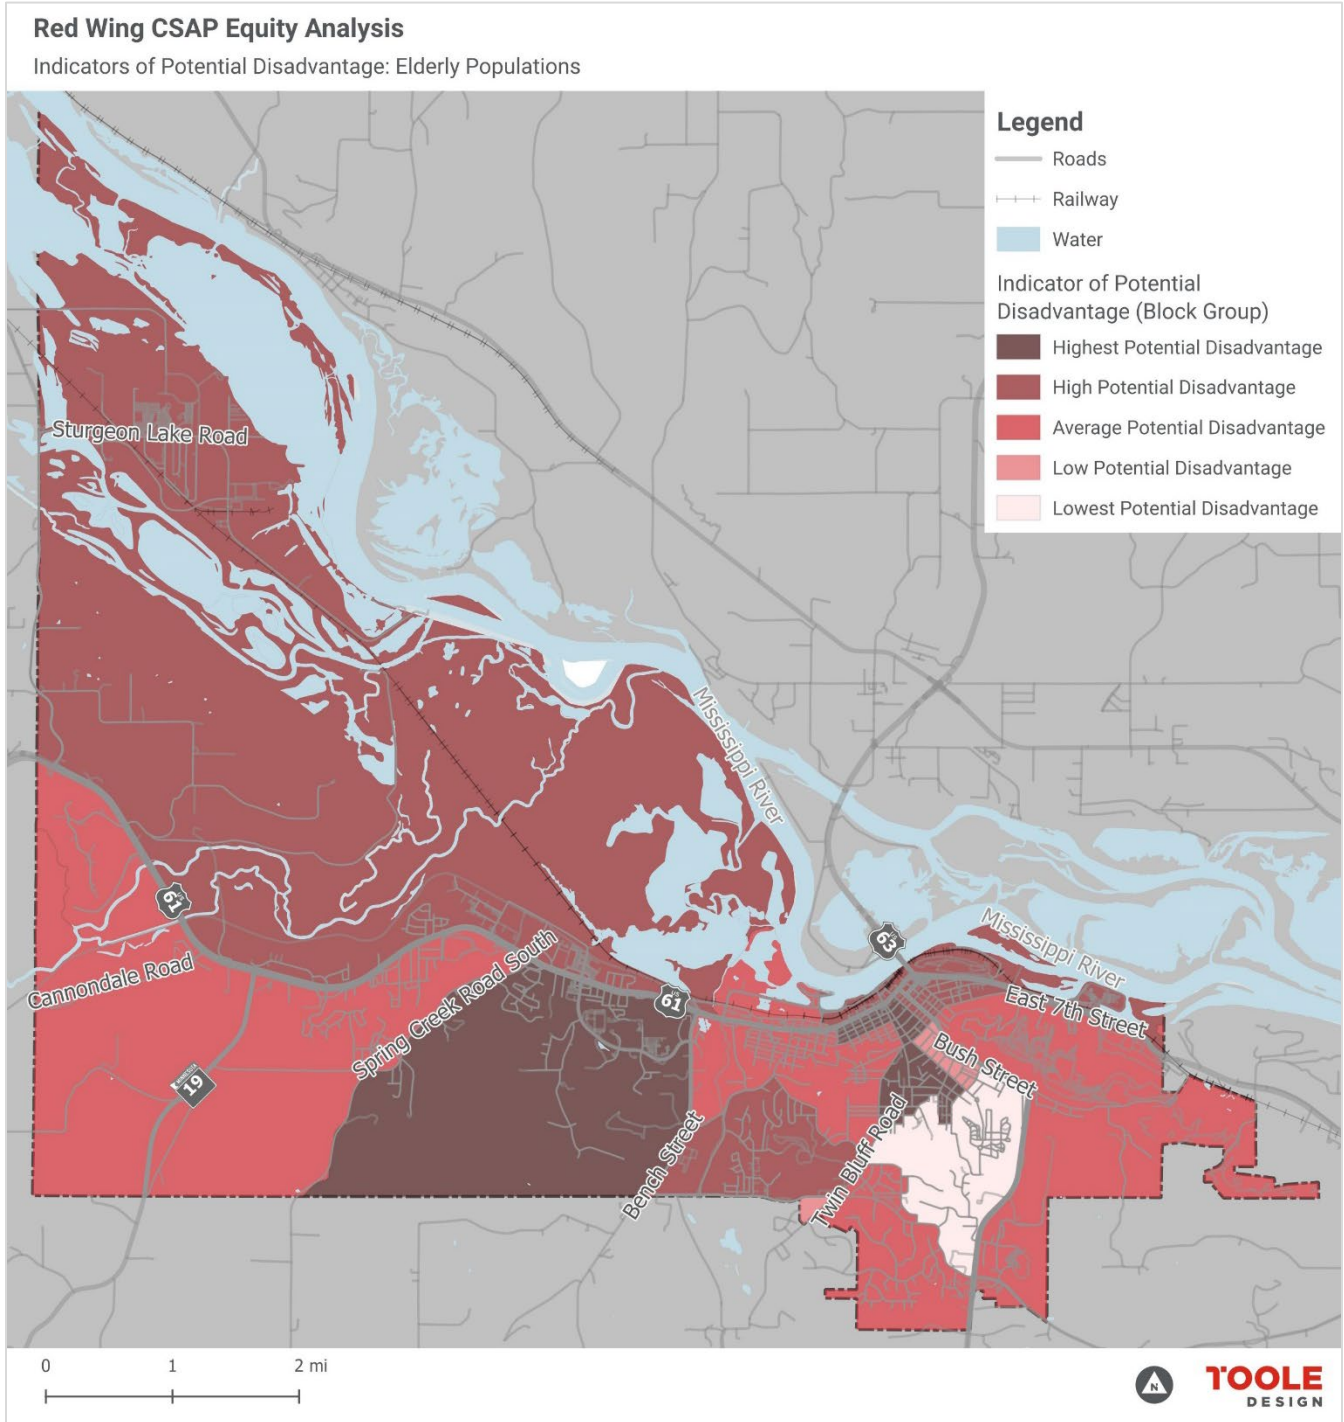 Red Wing CSAP Equity Analysis
Indicators of Potential Disadvantage: Elderly Populations
Legend
Roads
Railway
Water
Indicator of Potential
Disadvantage (Block Group)
Highest Potential Disadvantage
High Potential Disadvantage
Average Potential Disadvantage
Low Potential Disadvantage
Lowest Potential Disadvantage
Sturgeon Lake Road
Mississippi River
61
63
Mississippi River
Cannondale Road
Spring Creek Road South
61
East 7th Street
Bush Street
MINNESOTA
19
Bench Street
Twin Bluff Road
0 1 2 mi
N
TOOLE
DESIGN